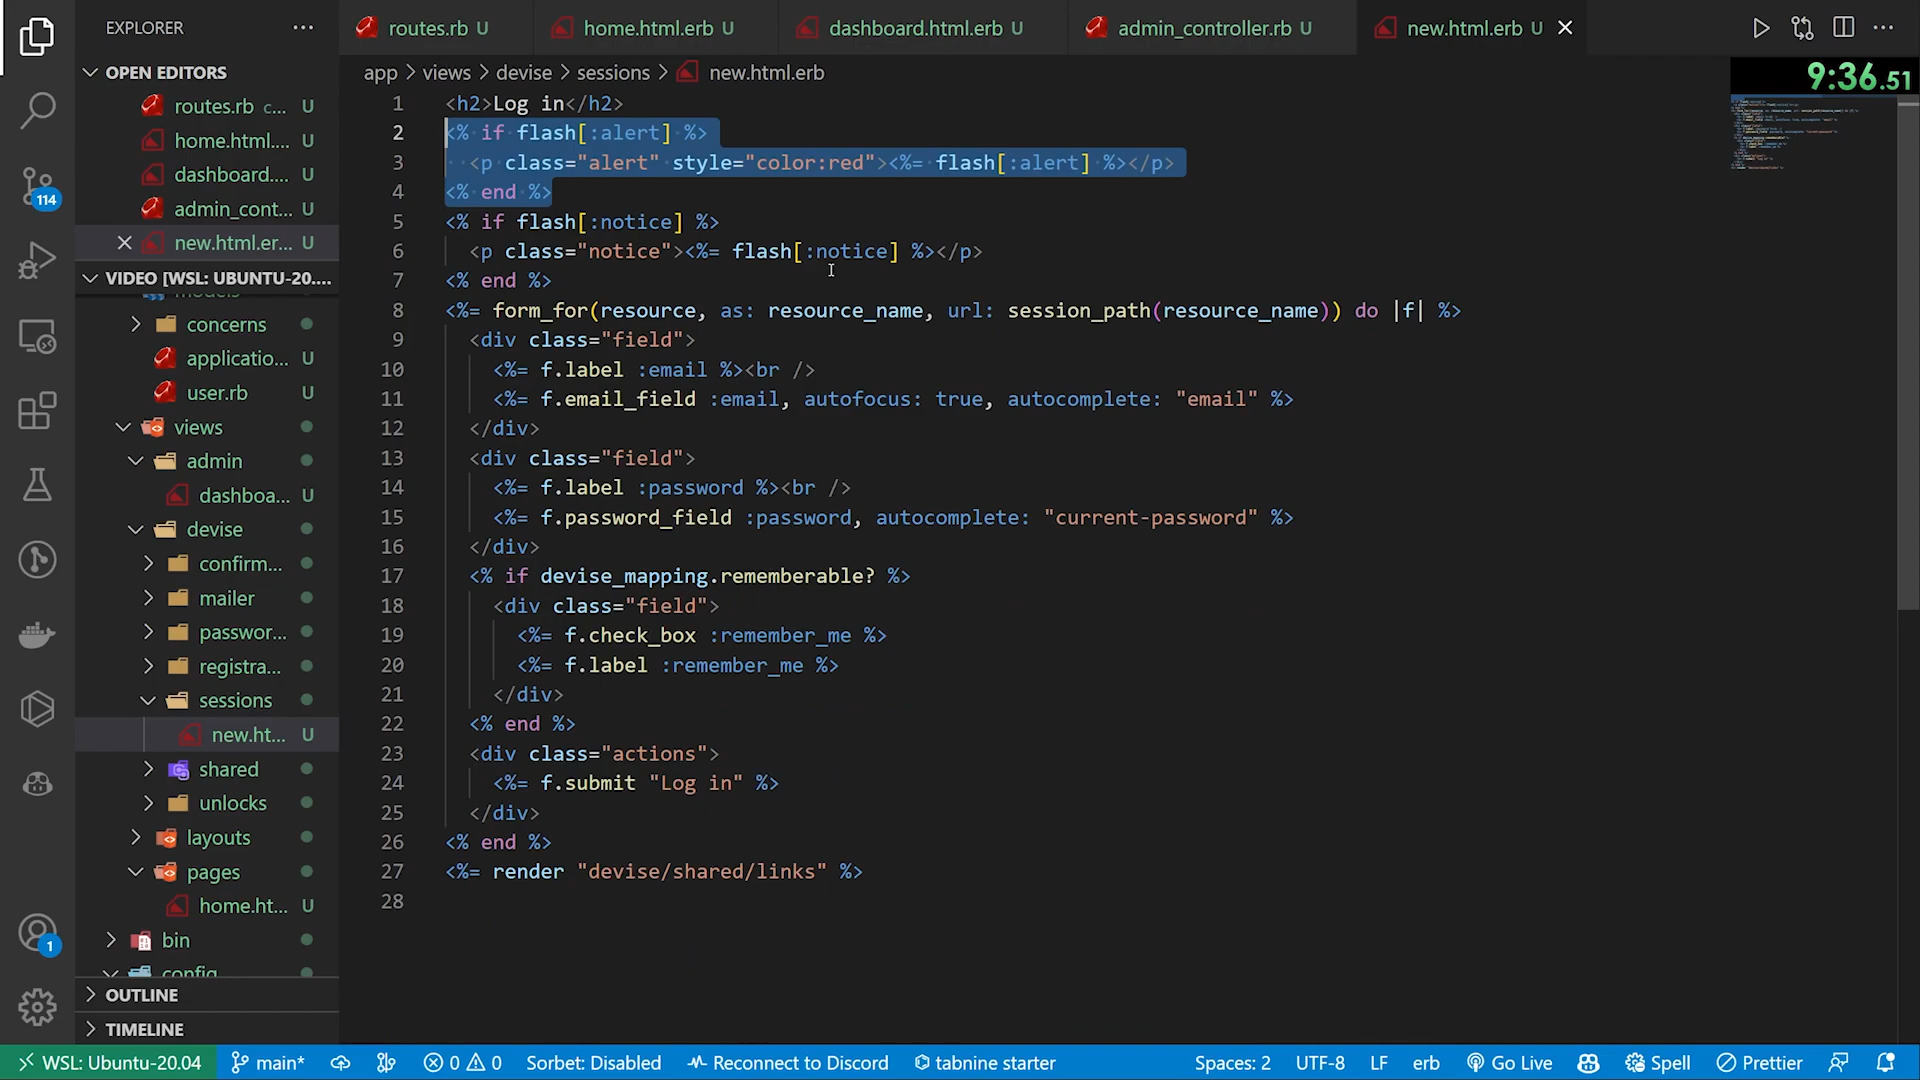 EXPLORER
routes.rb U
home.html.erb U
dashboard.html.erb U
admin_controller.rb U
new.html.erb U
OPEN EDITORS
routes.rb c... U
home.html.... U
dashboard.... U
admin_cont... U
new.html.er... U
VIDEO [WSL: UBUNTU-20....
models
concerns
applicatio... U
user.rb U
views
admin
dashboa... U
devise
confirm...
mailer
passwor...
registra...
sessions
new.ht... U
shared
unlocks
layouts
pages
home.ht... U
bin
config
OUTLINE
TIMELINE
114
1
app > views > devise > sessions > new.html.erb
9:36.51
1 <h2>Log in</h2>
2 <% if flash[:alert] %>
3 <p class="alert" style="color:red"><%= flash[:alert] %></p>
4 <% end %>
5 <% if flash[:notice] %>
6 <p class="notice"><%= flash[:notice] %></p>
7 <% end %>
8 <%= form_for(resource, as: resource_name, url: session_path(resource_name)) do |f| %>
9 <div class="field">
10 <%= f.label :email %><br />
11 <%= f.email_field :email, autofocus: true, autocomplete: "email" %>
12 </div>
13 <div class="field">
14 <%= f.label :password %><br />
15 <%= f.password_field :password, autocomplete: "current-password" %>
16 </div>
17 <% if devise_mapping.rememberable? %>
18 <div class="field">
19 <%= f.check_box :remember_me %>
20 <%= f.label :remember_me %>
21 </div>
22 <% end %>
23 <div class="actions">
24 <%= f.submit "Log in" %>
25 </div>
26 <% end %>
27 <%= render "devise/shared/links" %>
28
WSL: Ubuntu-20.04 main* 0 0 Sorbet: Disabled Reconnect to Discord tabnine starter Spaces: 2 UTF-8 LF erb Go Live Spell Prettier